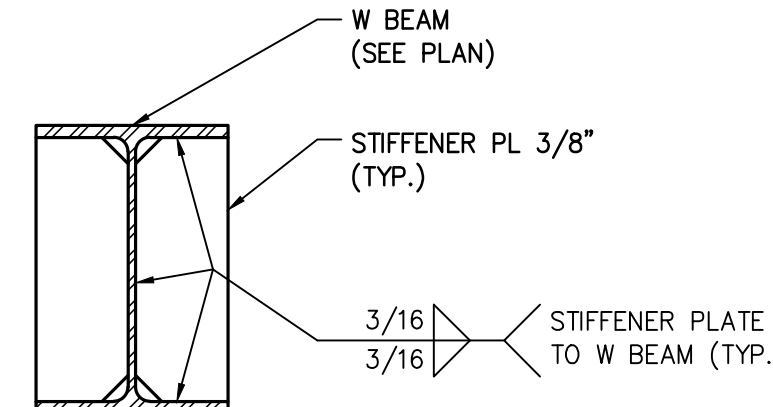 W BEAM
(SEE PLAN)
STIFFENER PL 3/8"
(TYP.)
3/16
3/16
STIFFENER PLATE
TO W BEAM (TYP.